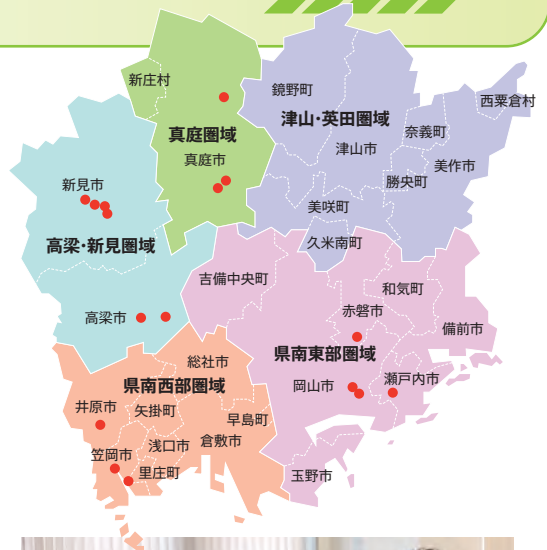 新庄村
鏡野町
西粟倉村
津山・英田圏域
奈義町
真庭圏域
津山市
真庭市
美作市
新見市
勝央町
美咲町
高梁・新見圏域
久米南町
吉備中央町
和気町
赤磐市
高梁市
備前市
県南東部圏域
総社市
県南西部圏域
岡山市
瀬戸内市
井原市
矢掛町
早島町
浅口市
倉敷市
笠岡市
里庄町
玉野市